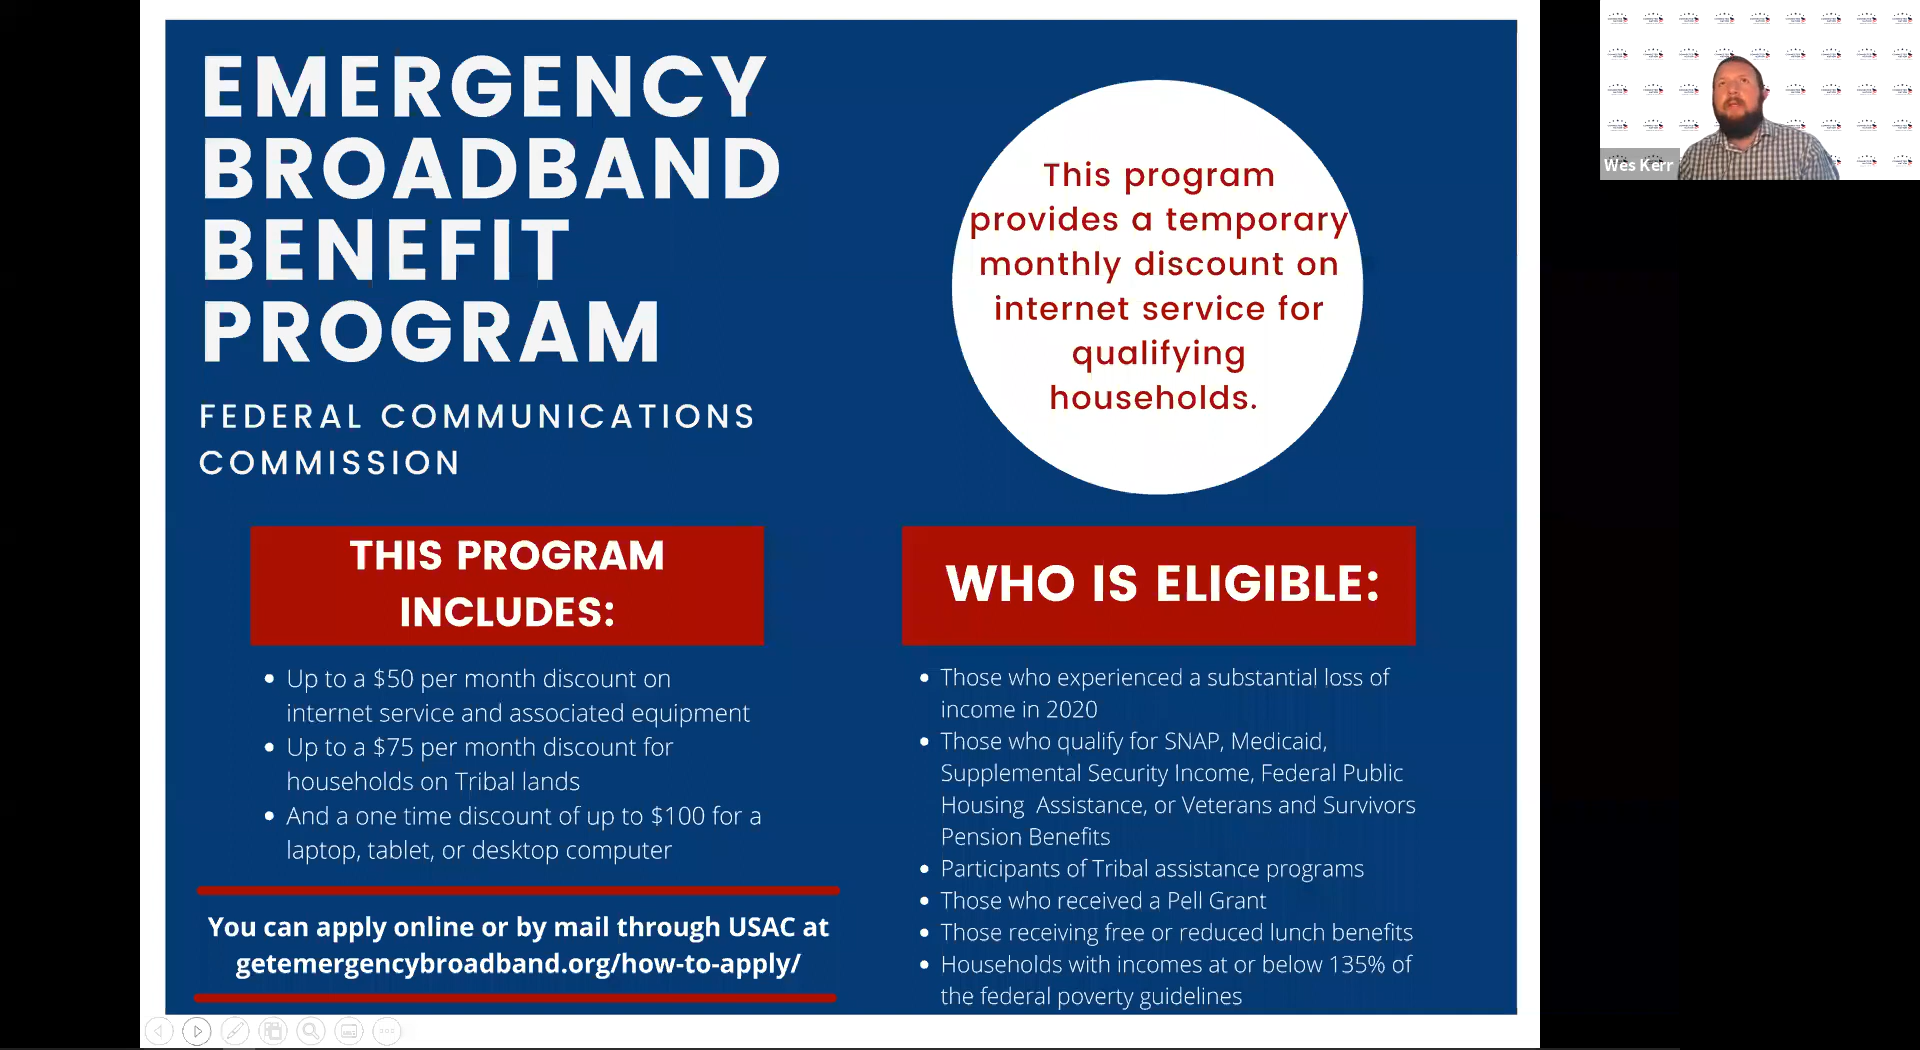 EMERGENCY
BROADBAND
BENEFIT
PROGRAM
FEDERAL COMMUNICATIONS
COMMISSION
This program
provides a temporary
monthly discount on
internet service for
qualifying
households.
THIS PROGRAM
INCLUDES:
• Up to a $50 per month discount on
internet service and associated equipment
• Up to a $75 per month discount for
households on Tribal lands
• And a one time discount of up to $100 for a
laptop, tablet, or desktop computer
You can apply online or by mail through USAC at
getemergencybroadband.org/how-to-apply/
WHO IS ELIGIBLE:
• Those who experienced a substantial loss of
income in 2020
• Those who qualify for SNAP, Medicaid,
Supplemental Security Income, Federal Public
Housing  Assistance, or Veterans and Survivors
Pension Benefits
• Participants of Tribal assistance programs
• Those who received a Pell Grant
• Those receiving free or reduced lunch benefits
• Households with incomes at or below 135% of
the federal poverty guidelines
Wes Kerr